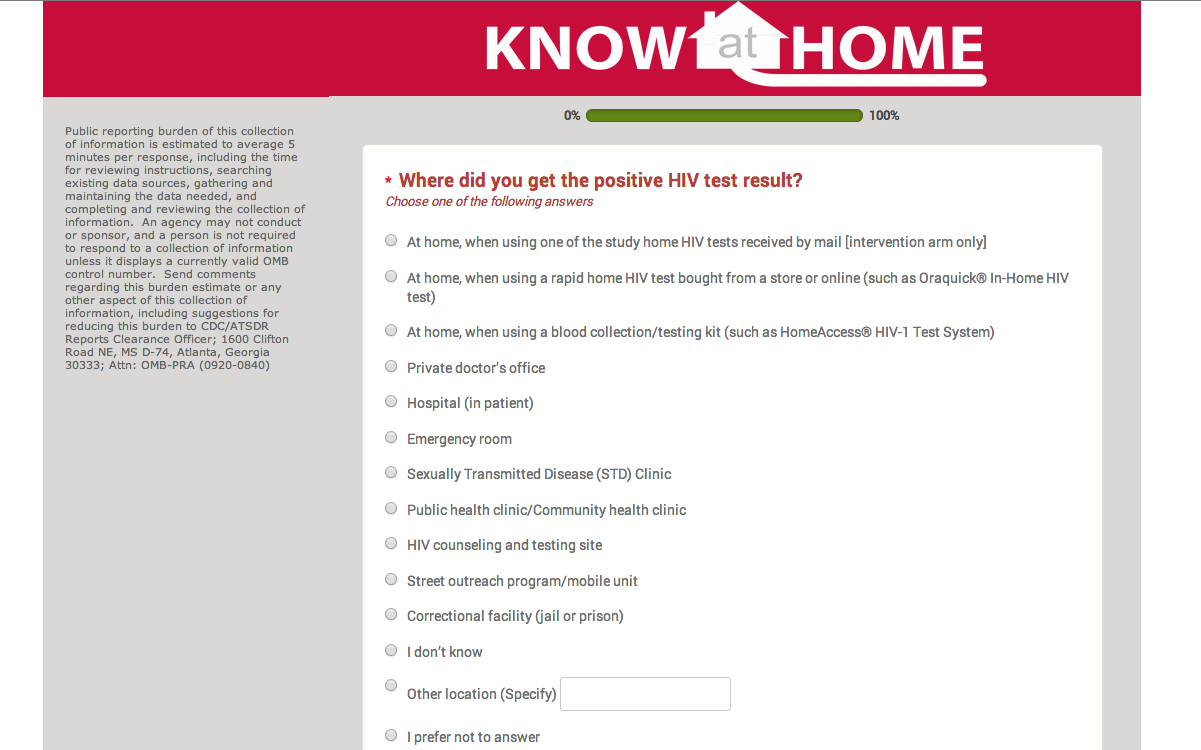 KNOW at HOME
0% 100%
Public reporting burden of this collection
of information is estimated to average 5
minutes per response, including the time
for reviewing instructions, searching
existing data sources, gathering and
maintaining the data needed, and
completing and reviewing the collection of
information.  An agency may not conduct
or sponsor, and a person is not required
to respond to a collection of information
unless it displays a currently valid OMB
control number.  Send comments
regarding this burden estimate or any
other aspect of this collection of
information, including suggestions for
reducing this burden to CDC/ATSDR
Reports Clearance Officer; 1600 Clifton
Road NE, MS D-74, Atlanta, Georgia
30333; Attn: OMB-PRA (0920-0840)
* Where did you get the positive HIV test result?
Choose one of the following answers
At home, when using one of the study home HIV tests received by mail [intervention arm only]
At home, when using a rapid home HIV test bought from a store or online (such as Oraquick® In-Home HIV
test)
At home, when using a blood collection/testing kit (such as HomeAccess® HIV-1 Test System)
Private doctor's office
Hospital (in patient)
Emergency room
Sexually Transmitted Disease (STD) Clinic
Public health clinic/Community health clinic
HIV counseling and testing site
Street outreach program/mobile unit
Correctional facility (jail or prison)
I don't know
Other location (Specify)
I prefer not to answer